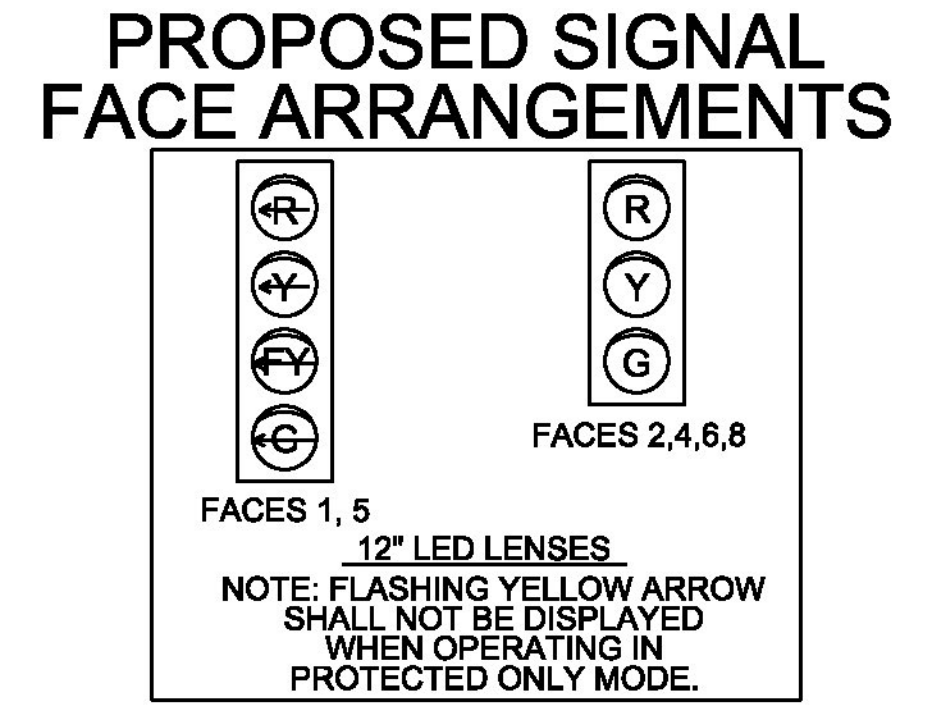 PROPOSED SIGNAL
FACE ARRANGEMENTS
R
Y
FY
G
FACES 1, 5
R
Y
G
FACES 2,4,6,8
12" LED LENSES
NOTE: FLASHING YELLOW ARROW
SHALL NOT BE DISPLAYED
WHEN OPERATING IN
PROTECTED ONLY MODE.